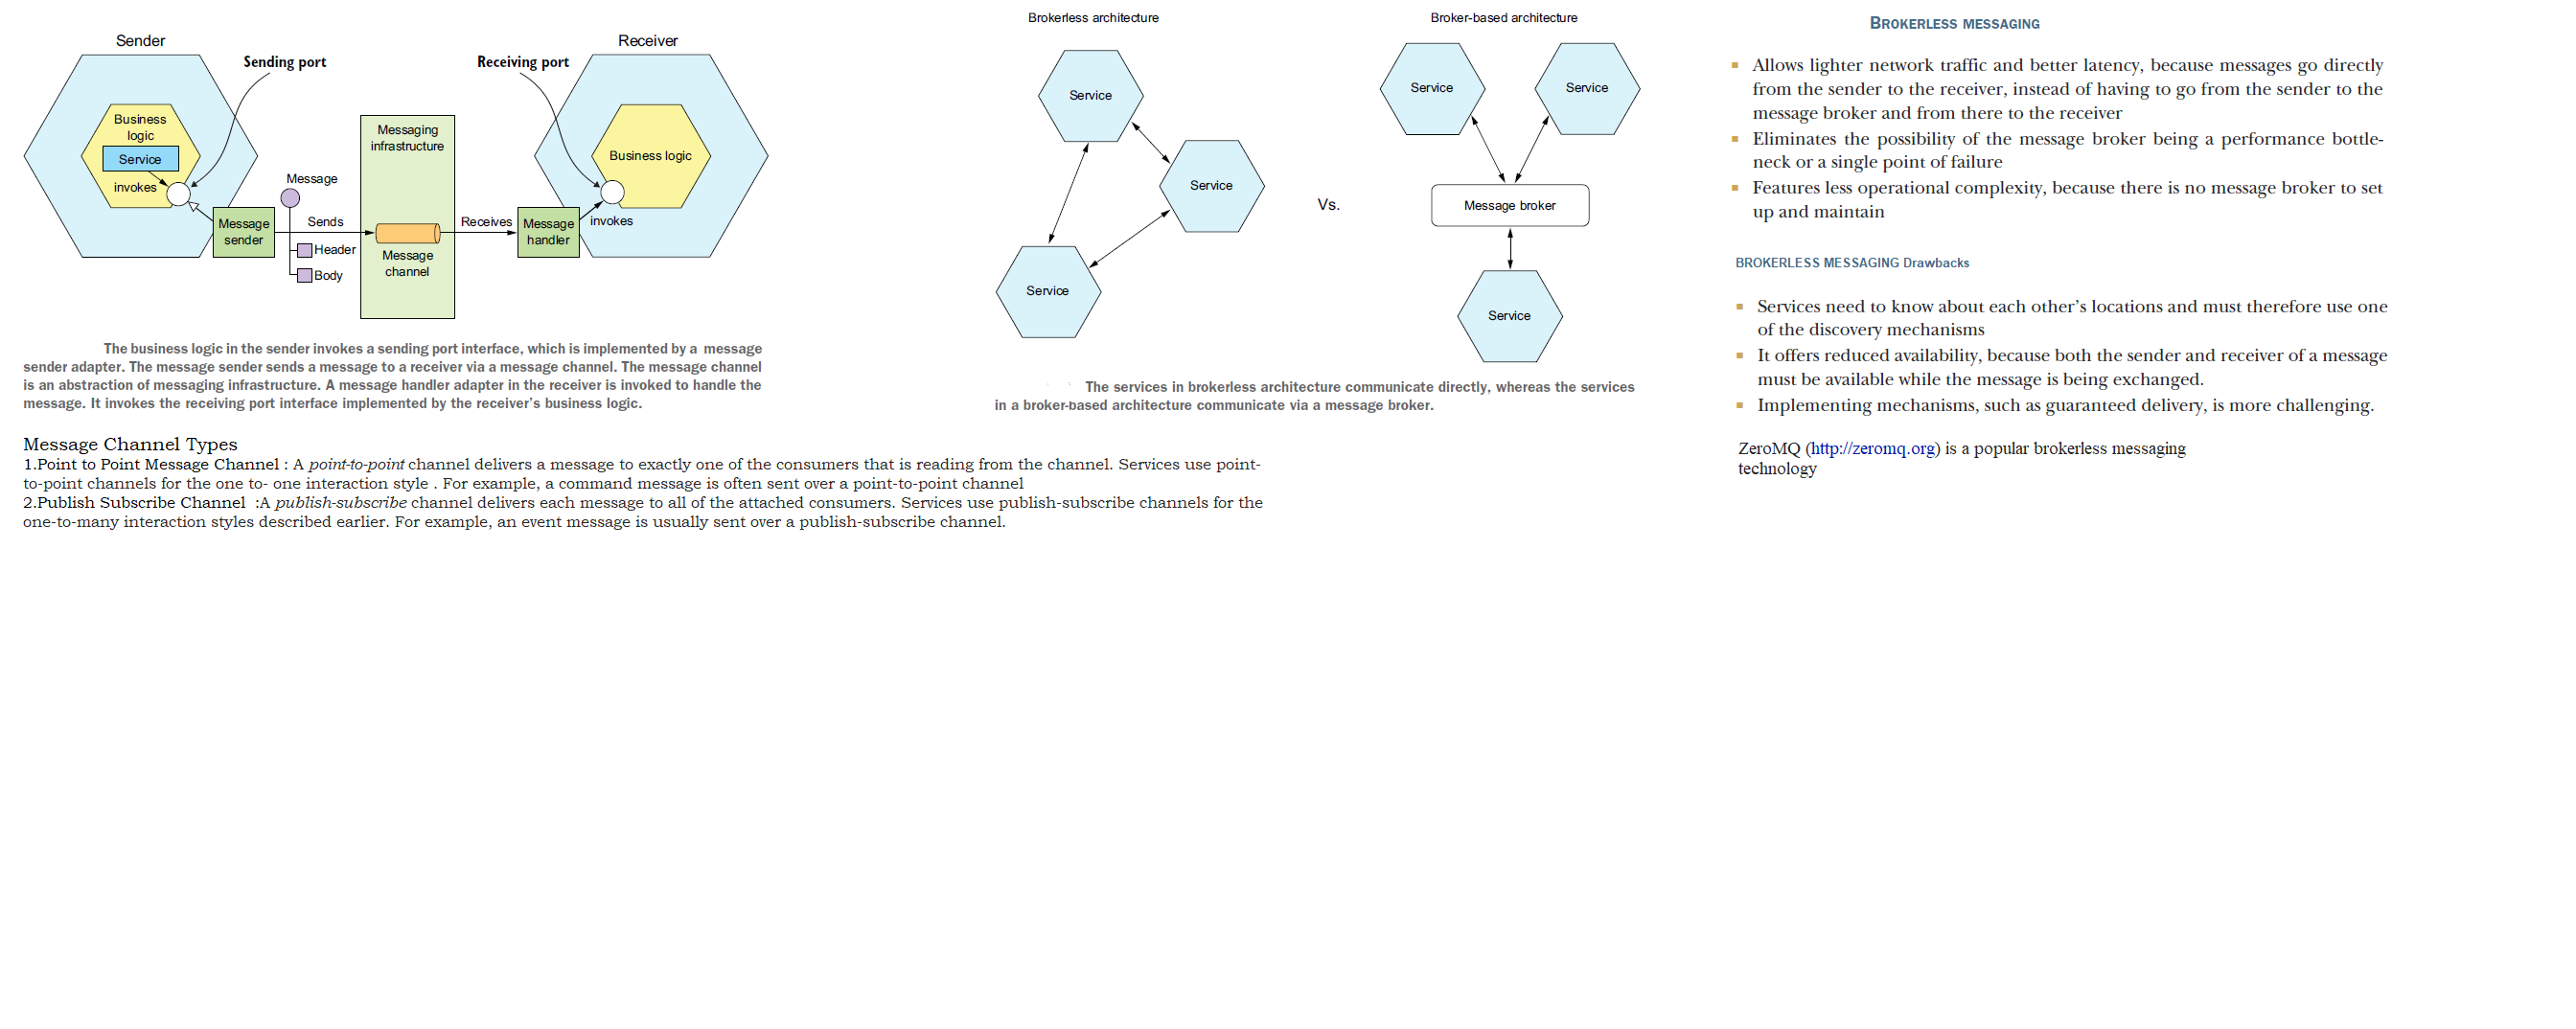 Sender
Receiver
Sending port
Receiving port
Business
logic
Service
invokes
Message
sender
Message
Sends
Header
Body
Messaging
infrastructure
Message
channel
Receives
Message
handler
invokes
Business logic
The business logic in the sender invokes a sending port interface, which is implemented by a message
sender adapter. The message sender sends a message to a receiver via a message channel. The message channel
is an abstraction of messaging infrastructure. A message handler adapter in the receiver is invoked to handle the
message. It invokes the receiving port interface implemented by the receiver's business logic.
Message Channel Types
1.Point to Point Message Channel : A point-to-point channel delivers a message to exactly one of the consumers that is reading from the channel. Services use point-
to-point channels for the one to- one interaction style . For example, a command message is often sent over a point-to-point channel
2.Publish Subscribe Channel :A publish-subscribe channel delivers each message to all of the attached consumers. Services use publish-subscribe channels for the
one-to-many interaction styles described earlier. For example, an event message is usually sent over a publish-subscribe channel.
Brokerless architecture
Service
Service
Service
Vs.
Broker-based architecture
Service
Service
Message broker
Service
The services in brokerless architecture communicate directly, whereas the services
in a broker-based architecture communicate via a message broker.
BROKERLESS MESSAGING
▪ Allows lighter network traffic and better latency, because messages go directly
from the sender to the receiver, instead of having to go from the sender to the
message broker and from there to the receiver
▪ Eliminates the possibility of the message broker being a performance bottle-
neck or a single point of failure
▪ Features less operational complexity, because there is no message broker to set
up and maintain
BROKERLESS MESSAGING Drawbacks
▪ Services need to know about each other's locations and must therefore use one
of the discovery mechanisms
▪ It offers reduced availability, because both the sender and receiver of a message
must be available while the message is being exchanged.
▪ Implementing mechanisms, such as guaranteed delivery, is more challenging.
ZeroMQ (http://zeromq.org) is a popular brokerless messaging
technology